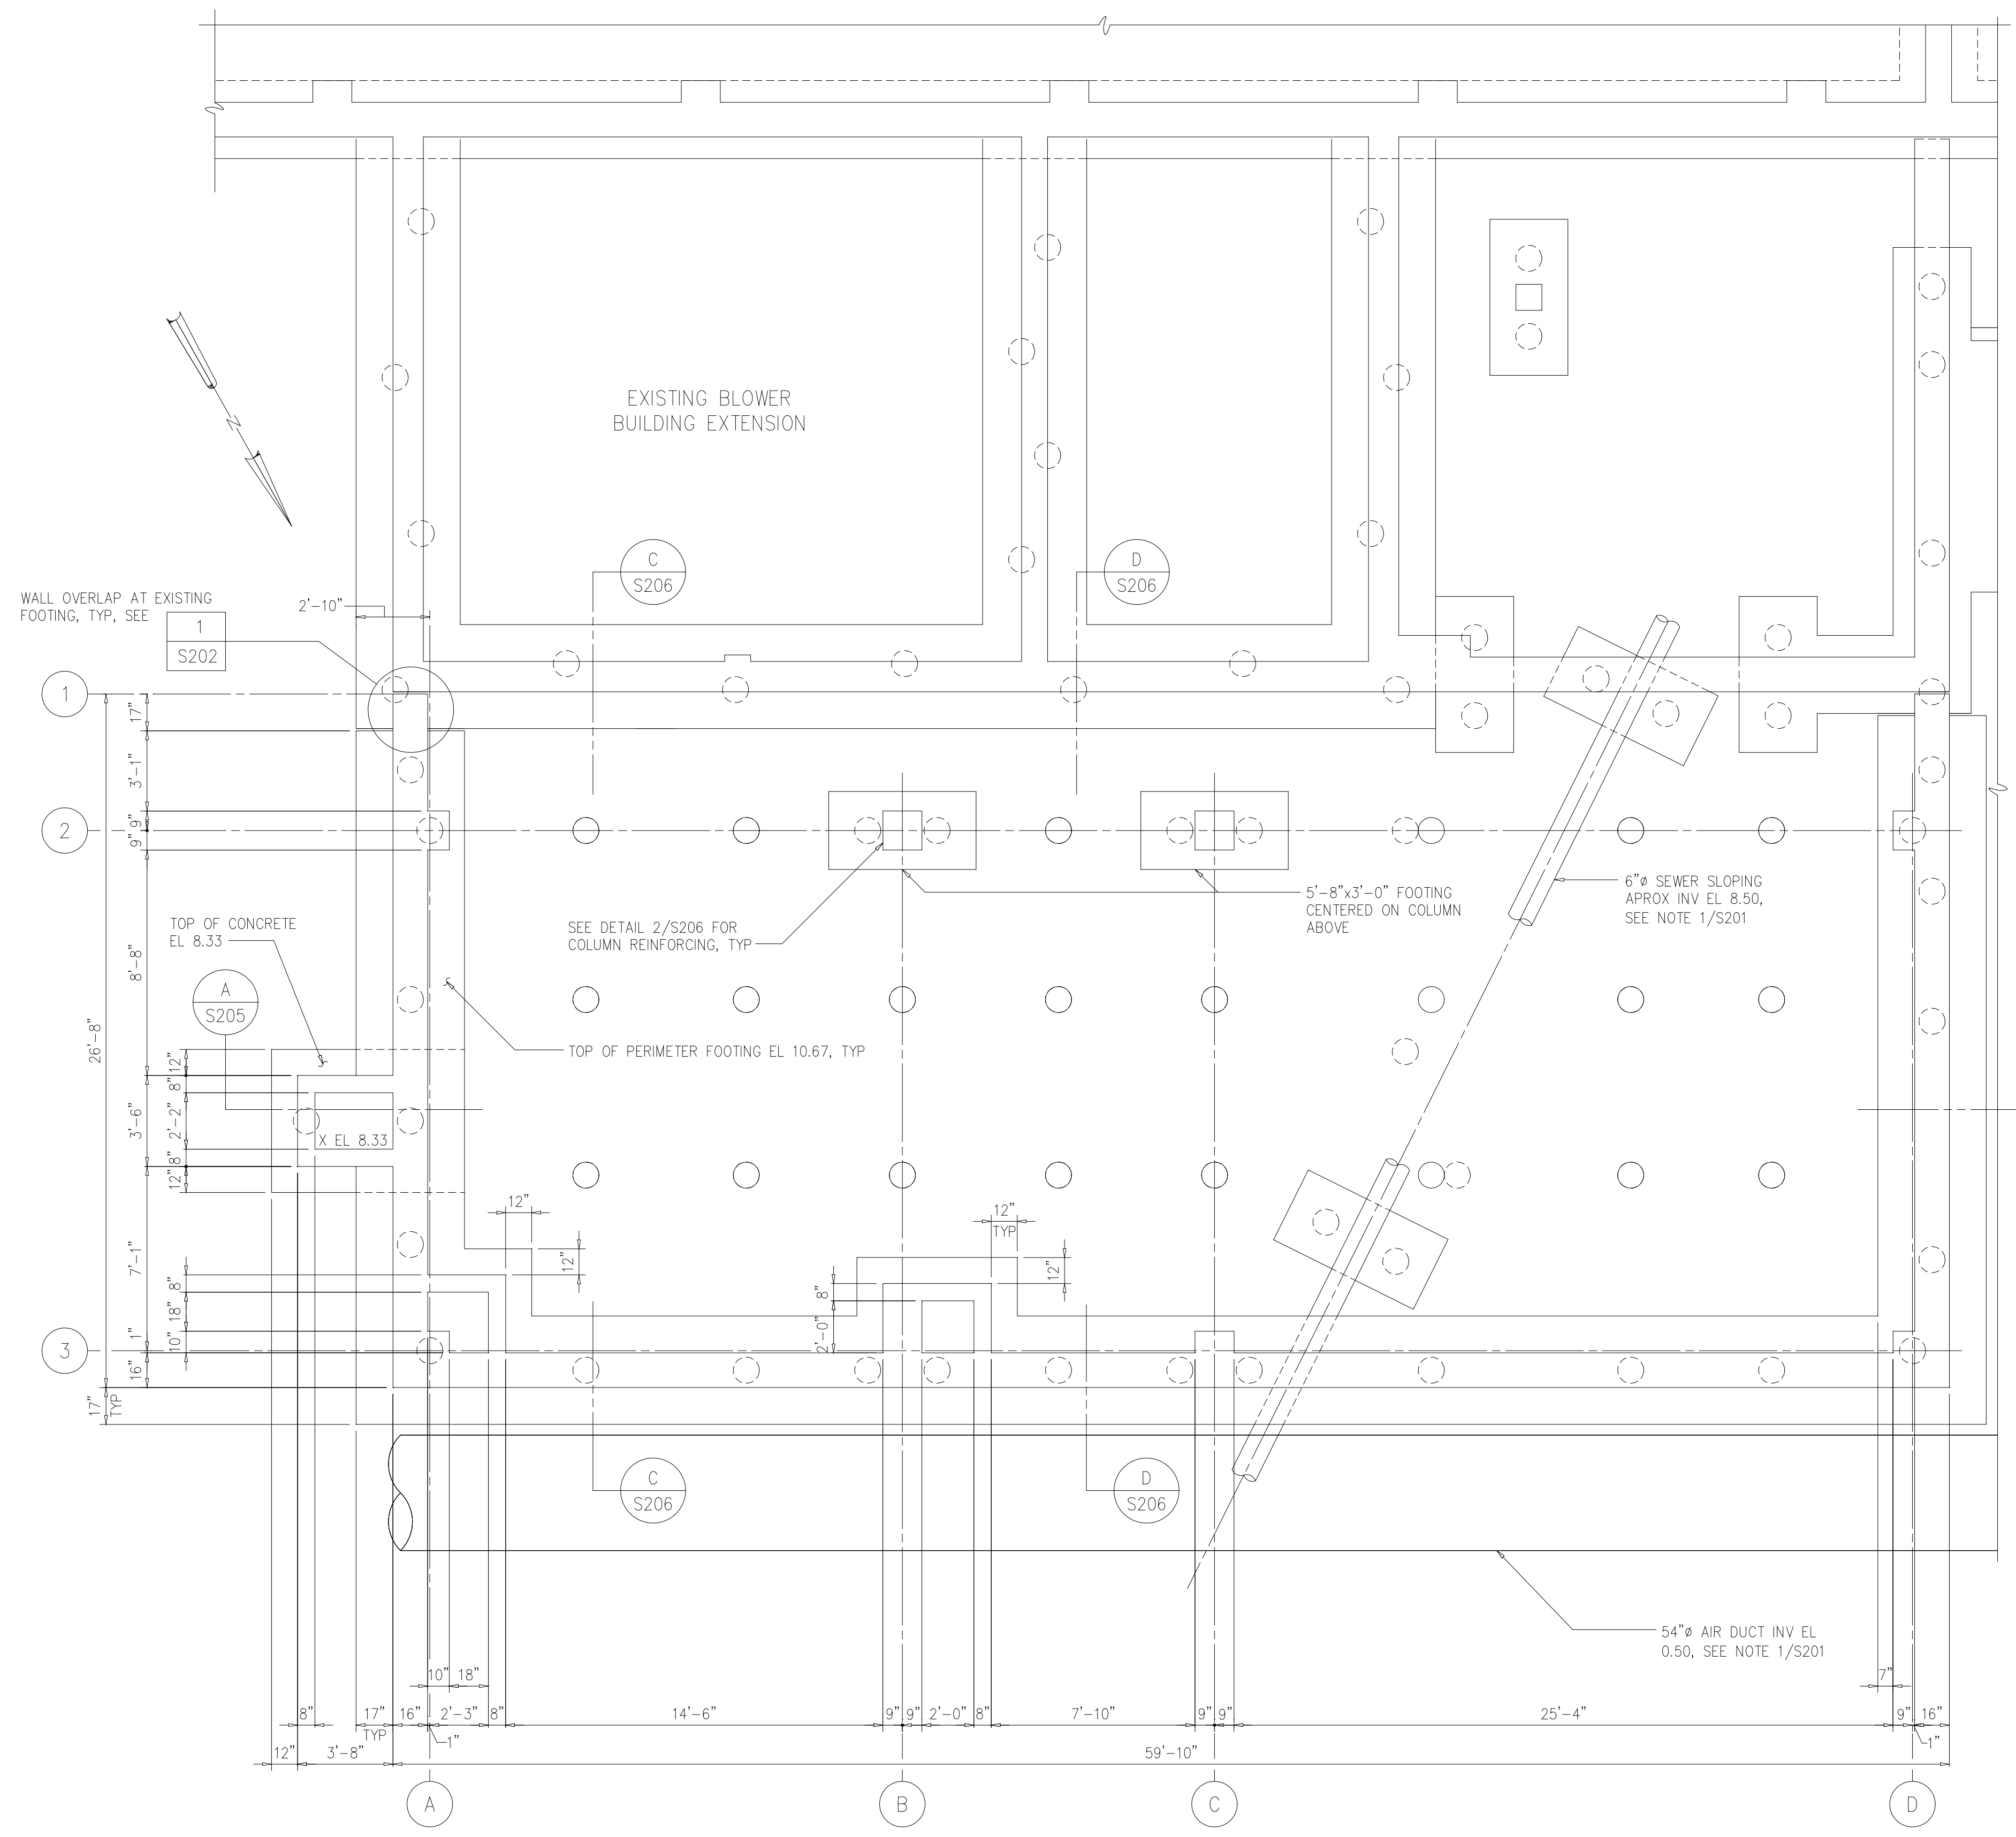 EXISTING BLOWER
BUILDING EXTENSION
N
C
S206
D
S206
WALL OVERLAP AT EXISTING
FOOTING, TYP, SEE
1
S202
2'-10"
1
2
3
17"
3'-1"
9"
9"
8'-8"
3'-6"
7'-1"
1"
16"
26'-8"
17"
TYP
12"
8"
2'-2"
8"
12"
8"
18"
10"
TOP OF CONCRETE
EL 8.33
A
S205
X EL 8.33
SEE DETAIL 2/S206 FOR
COLUMN REINFORCING, TYP
5'-8"x3'-0" FOOTING
CENTERED ON COLUMN
ABOVE
6"ø SEWER SLOPING
APROX INV EL 8.50,
SEE NOTE 1/S201
TOP OF PERIMETER FOOTING EL 10.67, TYP
12"
12"
12"
TYP
12"
8"
2'-0"
C
S206
D
S206
54"ø AIR DUCT INV EL
0.50, SEE NOTE 1/S201
10"
18"
7"
8"
17"
TYP
16"
2'-3"
8"
14'-6"
9"
9"
2'-0"
8"
7'-10"
9"
9"
25'-4"
9"
16"
1"
1"
12"
3'-8"
59'-10"
A
B
C
D